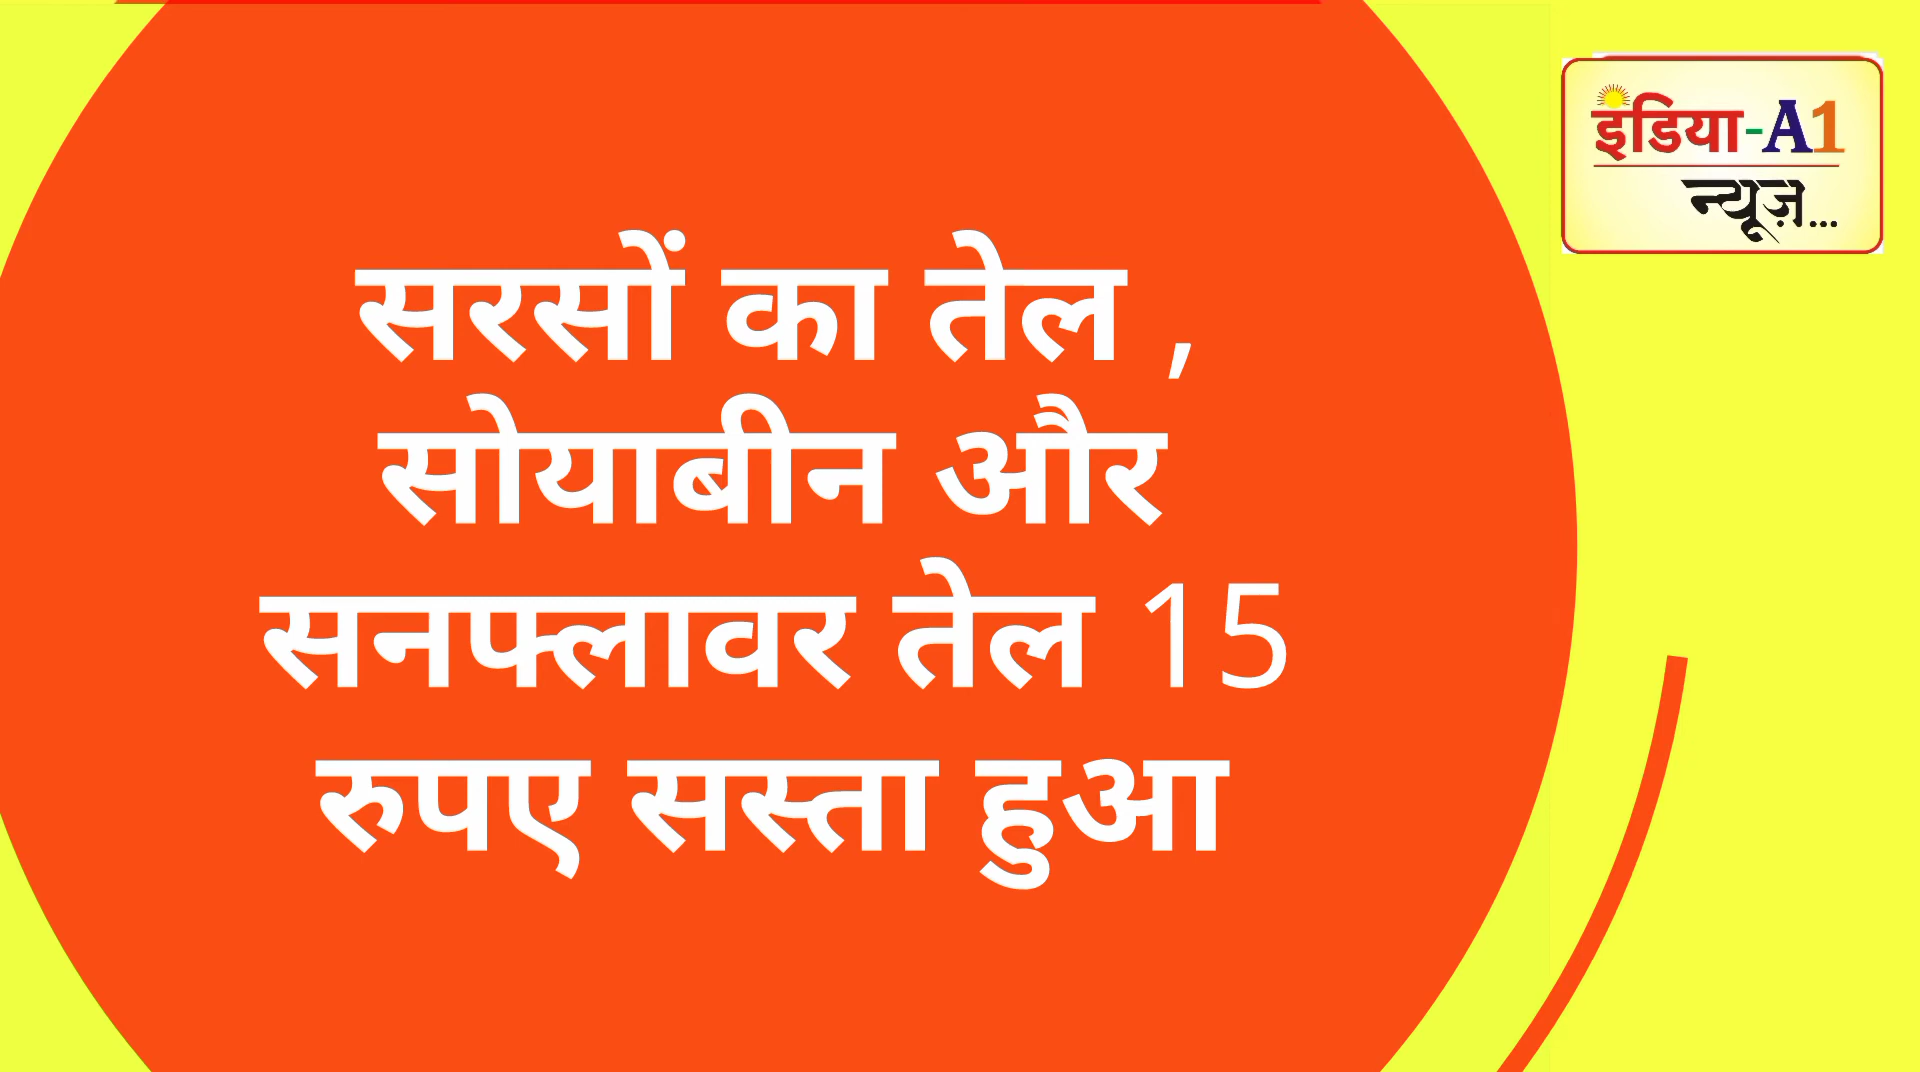 इंडिया-A1
न्यूज़...
सरसों का तेल ,
सोयाबीन और
सनफ्लावर तेल 15
रुपए सस्ता हुआ